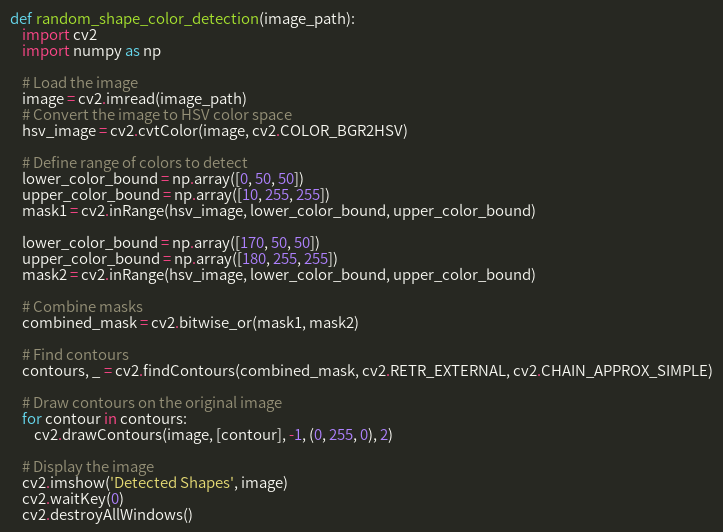 def random_shape_color_detection(image_path):
    import cv2
    import numpy as np

    # Load the image
    image = cv2.imread(image_path)
    # Convert the image to HSV color space
    hsv_image = cv2.cvtColor(image, cv2.COLOR_BGR2HSV)

    # Define range of colors to detect
    lower_color_bound = np.array([0, 50, 50])
    upper_color_bound = np.array([10, 255, 255])
    mask1 = cv2.inRange(hsv_image, lower_color_bound, upper_color_bound)

    lower_color_bound = np.array([170, 50, 50])
    upper_color_bound = np.array([180, 255, 255])
    mask2 = cv2.inRange(hsv_image, lower_color_bound, upper_color_bound)

    # Combine masks
    combined_mask = cv2.bitwise_or(mask1, mask2)

    # Find contours
    contours, _ = cv2.findContours(combined_mask, cv2.RETR_EXTERNAL, cv2.CHAIN_APPROX_SIMPLE)

    # Draw contours on the original image
    for contour in contours:
        cv2.drawContours(image, [contour], -1, (0, 255, 0), 2)

    # Display the image
    cv2.imshow('Detected Shapes', image)
    cv2.waitKey(0)
    cv2.destroyAllWindows()